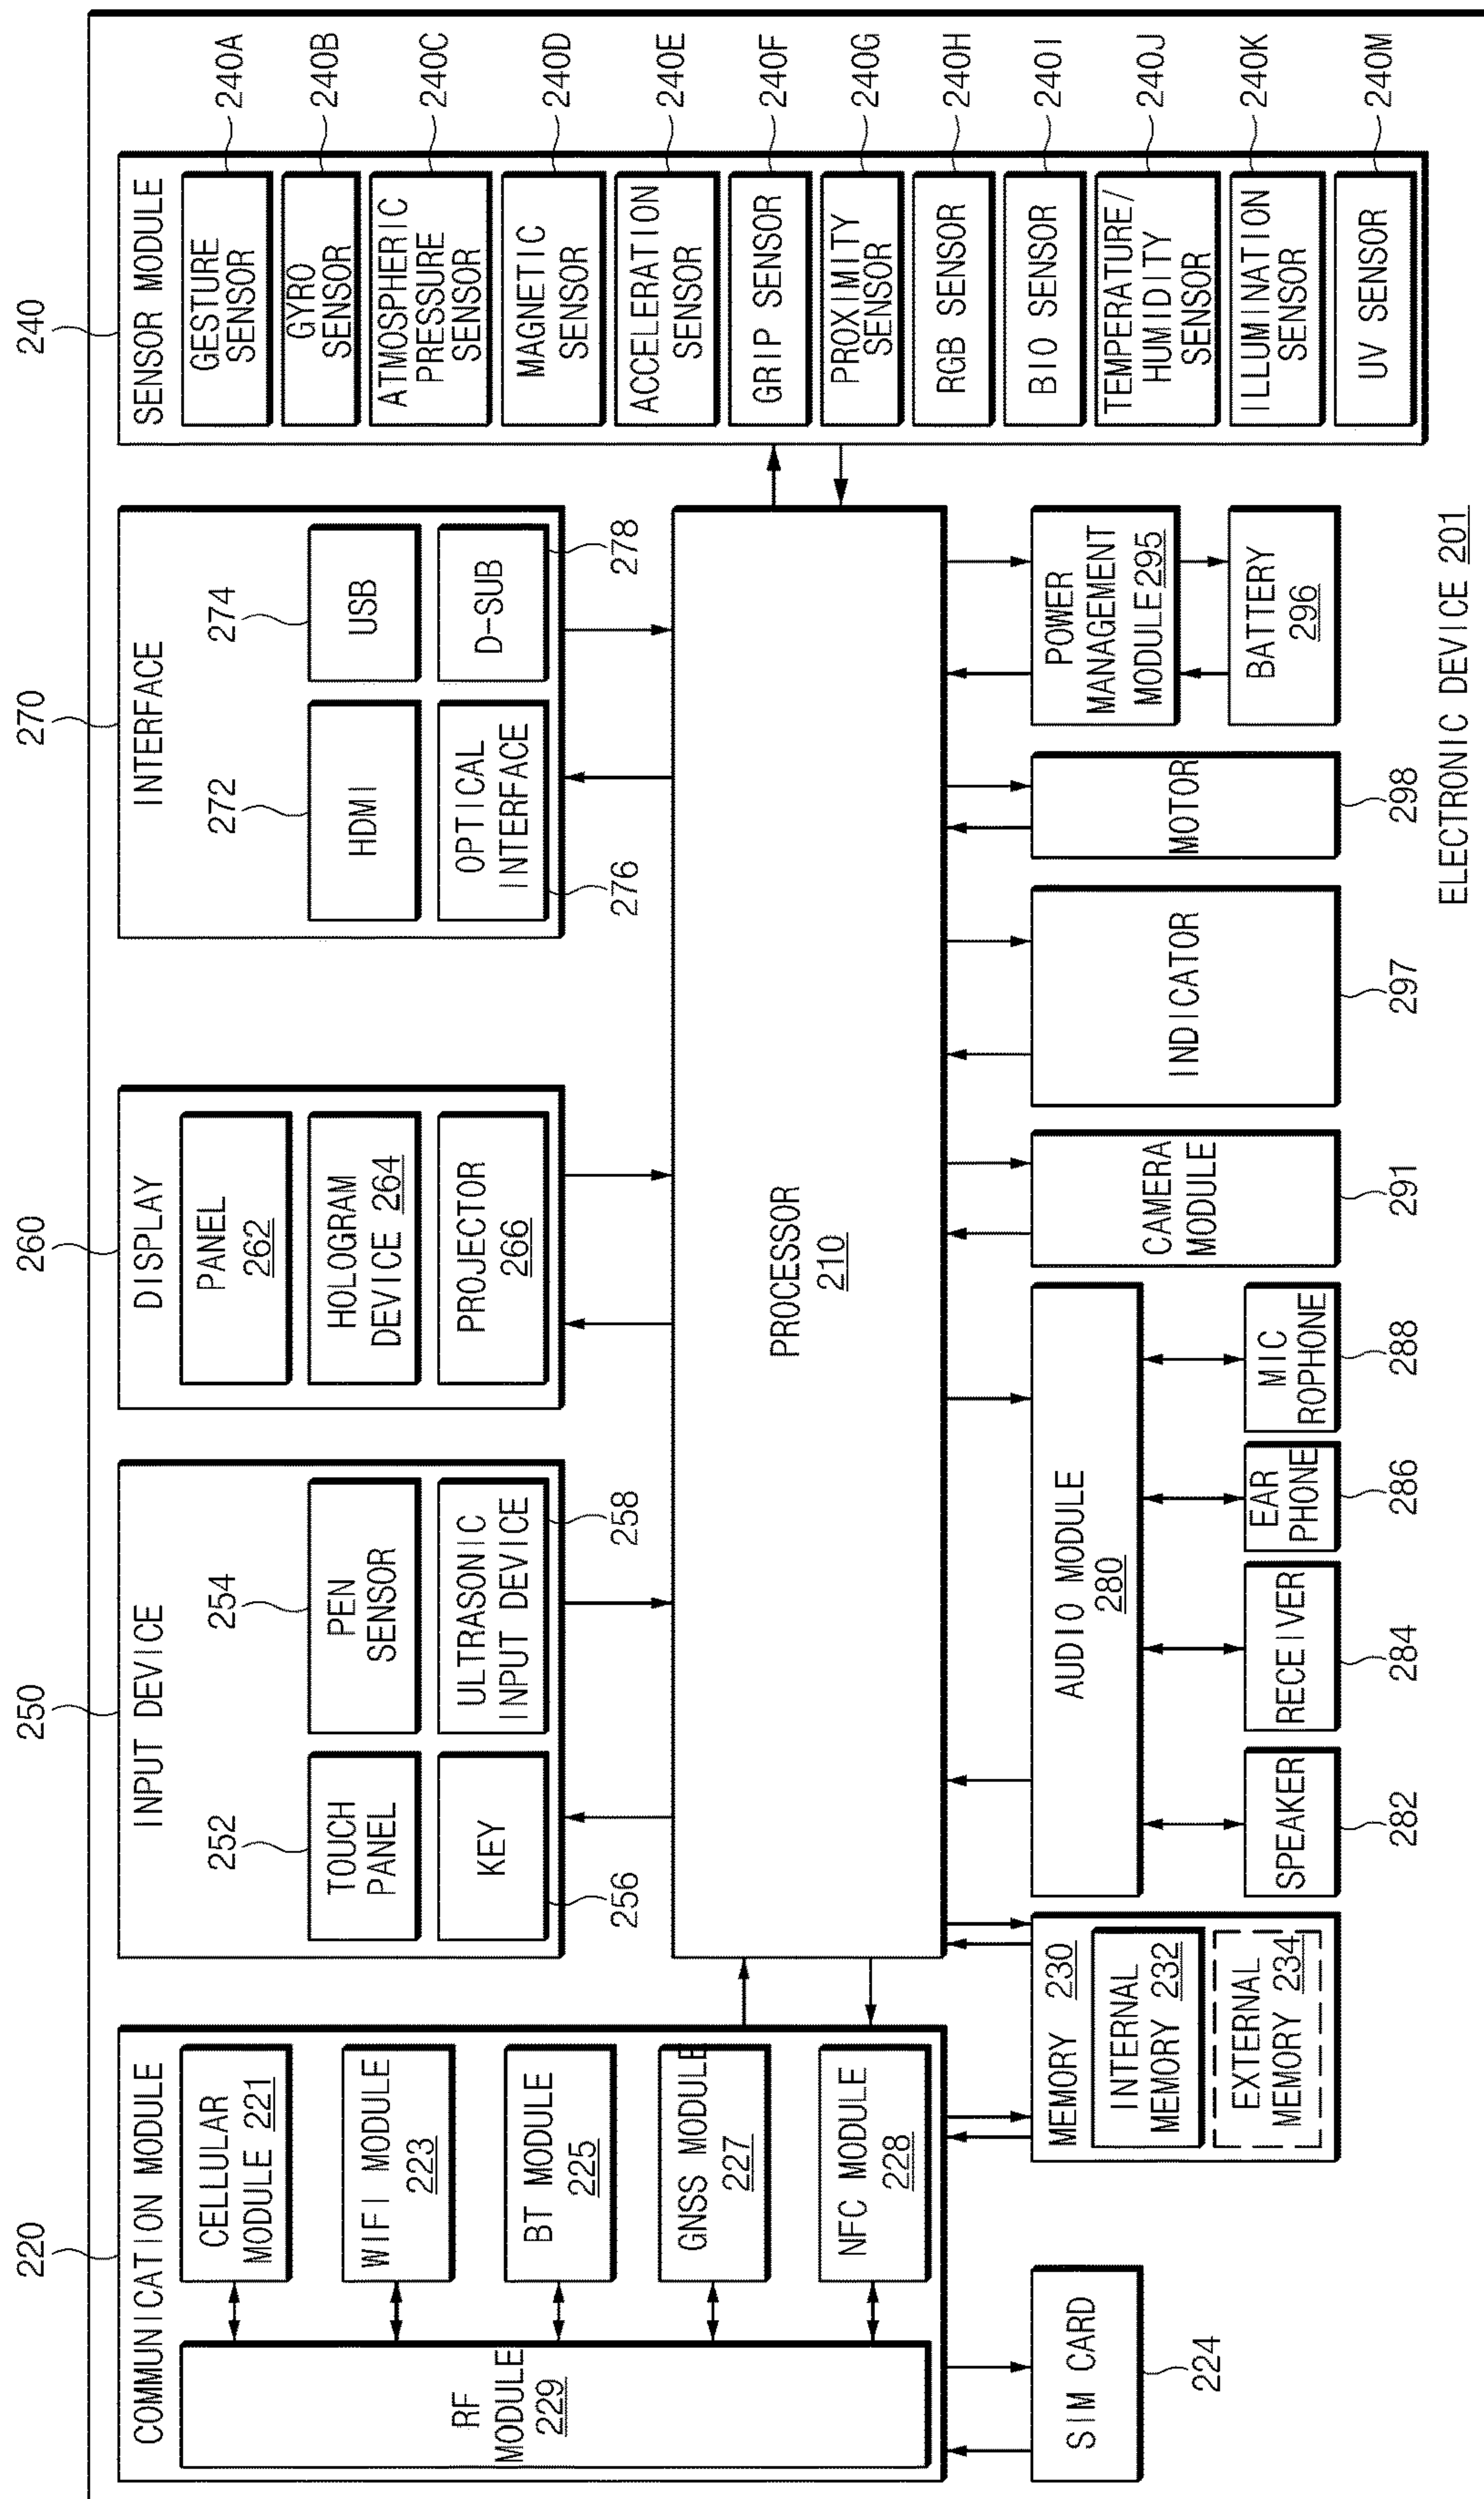 ELECTRONIC DEVICE 201
220
COMMUNICATION MODULE
CELLULAR
MODULE 221
WIFI MODULE
223
BT MODULE
225
GNSS MODULE
227
NFC MODULE
228
RF
MODULE
229
SIM CARD
224
250
INPUT DEVICE
252
TOUCH
PANEL
254
PEN
SENSOR
KEY
256
ULTRASONIC
INPUT DEVICE
258
260
DISPLAY
PANEL
262
HOLOGRAM
DEVICE 264
PROJECTOR
266
270
INTERFACE
272
HDMI
274
USB
OPTICAL
INTERFACE
276
D-SUB
278
240
SENSOR MODULE
GESTURE
SENSOR
240A
GYRO
SENSOR
240B
ATMOSPHERIC
PRESSURE
SENSOR
240C
MAGNETIC
SENSOR
240D
ACCELERATION
SENSOR
240E
GRIP SENSOR
240F
PROXIMITY
SENSOR
240G
RGB SENSOR
240H
BIO SENSOR
240I
TEMPERATURE/
HUMIDITY
SENSOR
240J
ILLUMINATION
SENSOR
240K
UV SENSOR
240M
PROCESSOR
210
MEMORY 230
INTERNAL
MEMORY 232
EXTERNAL
MEMORY 234
AUDIO MODULE
280
SPEAKER
282
RECEIVER
284
EAR
PHONE
286
MIC
ROPHONE
288
CAMERA
MODULE
291
INDICATOR
297
MOTOR
298
POWER
MANAGEMENT
MODULE 295
BATTERY
296